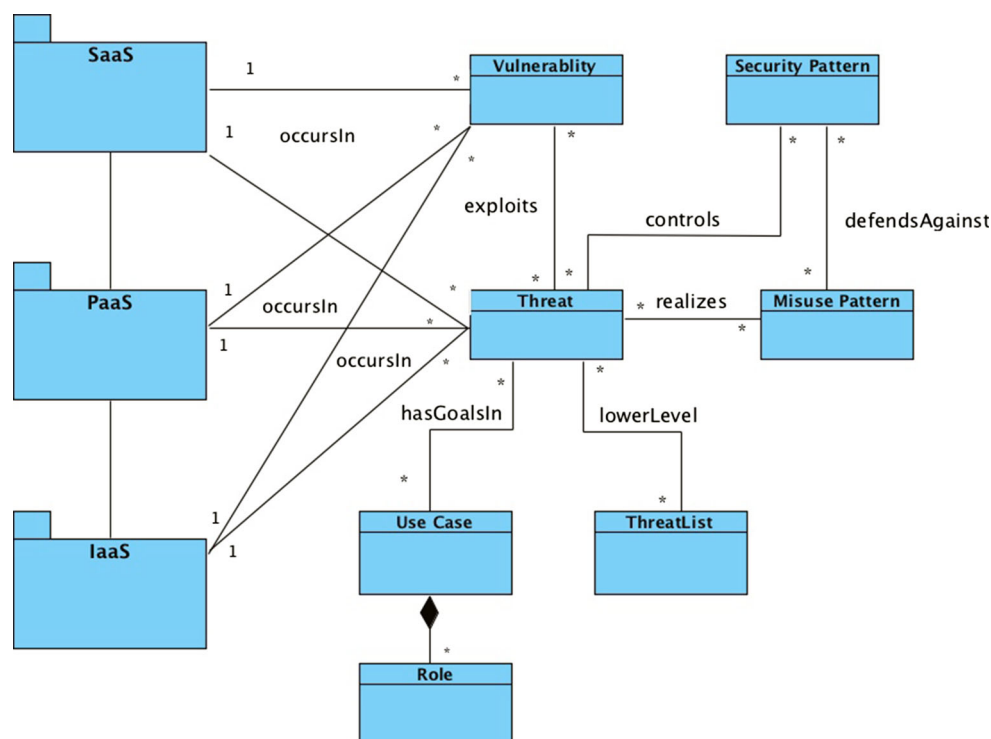 SaaS
Vulnerablity
Security Pattern
1
*
1
occursIn
*
*
*
*
*
exploits
controls
defendsAgainst
PaaS
1
occursIn
*
*
*
*
Threat
*
realizes
*
*
Misuse Pattern
1
occursIn
*
*
*
hasGoalsIn
lowerLevel
*
*
IaaS
1
1
Use Case
ThreatList
*
Role